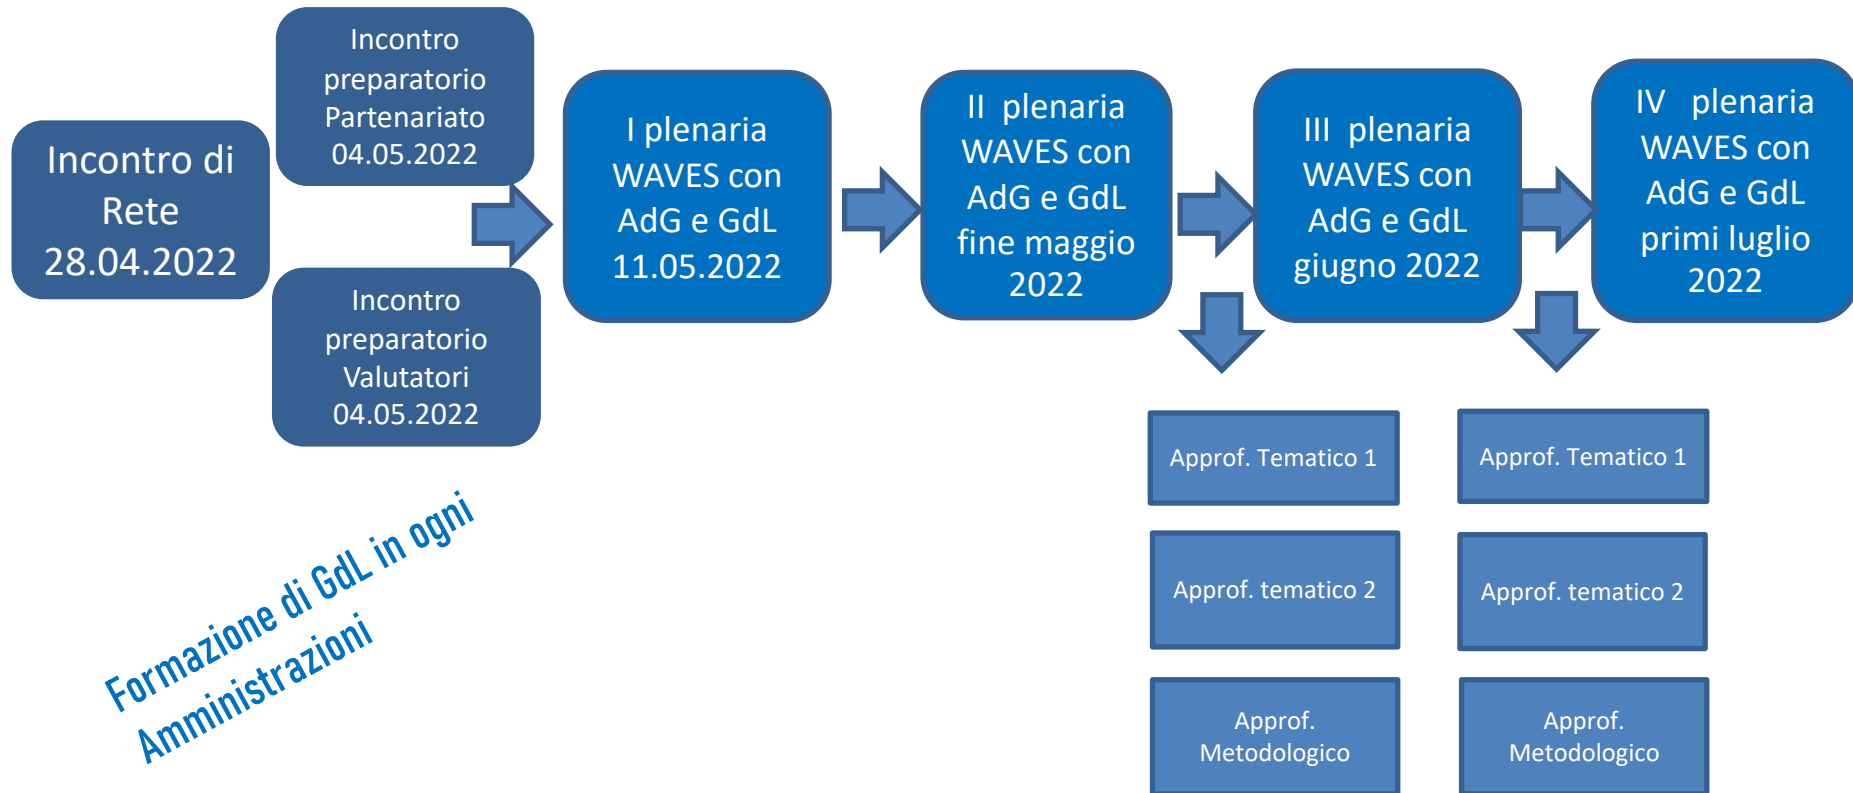 Incontro di
Rete
28.04.2022
Incontro
preparatorio
Partenariato
04.05.2022
Incontro
preparatorio
Valutatori
04.05.2022
I plenaria
WAVES con
AdG e GdL
11.05.2022
II plenaria
WAVES con
AdG e GdL
fine maggio
2022
III plenaria
WAVES con
AdG e GdL
giugno 2022
IV plenaria
WAVES con
AdG e GdL
primi luglio
2022
Approf. Tematico 1
Approf. tematico 2
Approf.
Metodologico
Approf. Tematico 1
Approf. tematico 2
Approf.
Metodologico
Formazione di GdL in ogni
Amministrazioni